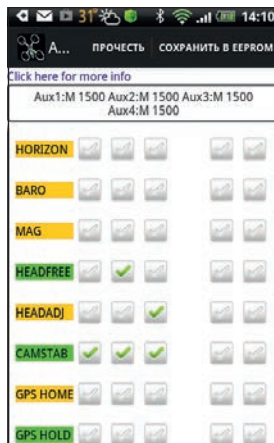 31° 14:10
A... ПРОЧЕСТЬ СОХРАНИТЬ В EEPROM
Click here for more info
Aux1:M 1500 Aux2:M 1500 Aux3:M 1500
Aux4:M 1500
HORIZON
BARO
MAG
HEADFREE
HEADADJ
CAMSTAB
GPS HOME
GPS HOLD